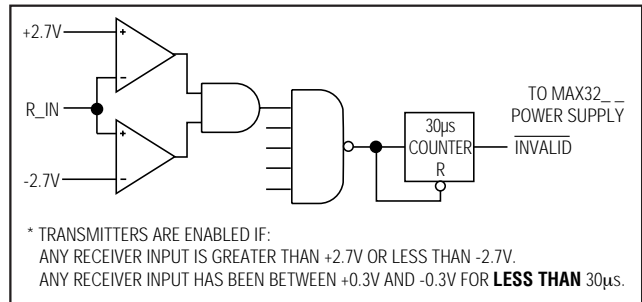 +2.7V
+
-
R_IN
+
-
-2.7V
30µs
COUNTER
R
TO MAX32_ _
POWER SUPPLY
INVALID
* TRANSMITTERS ARE ENABLED IF:
ANY RECEIVER INPUT IS GREATER THAN +2.7V OR LESS THAN -2.7V.
ANY RECEIVER INPUT HAS BEEN BETWEEN +0.3V AND -0.3V FOR LESS THAN 30µs.